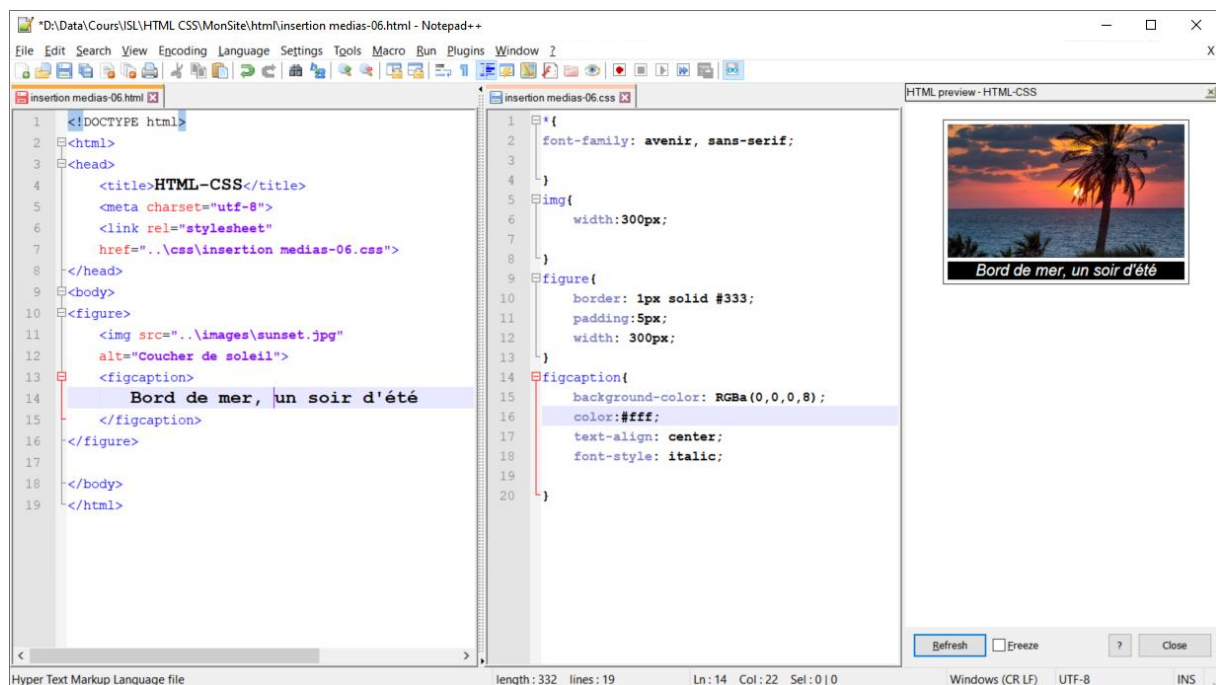 *D:\Data\Cours\ISL\HTML CSS\MonSite\html\insertion medias-06.html - Notepad++
File Edit Search View Encoding Language Settings Tools Macro Run Plugins Window ? X
insertion medias-06.html
1 <!DOCTYPE html>
2 <html>
3 <head>
4 <title>HTML-CSS</title>
5 <meta charset="utf-8">
6 <link rel="stylesheet"
7 href="..\css\insertion medias-06.css">
8 </head>
9 <body>
10 <figure>
11 <img src="..\images\sunset.jpg"
12 alt="Coucher de soleil">
13 <figcaption>
14 Bord de mer, un soir d'été
15 </figcaption>
16 </figure>
17
18 </body>
19 </html>
insertion medias-06.css
1 *{
2 font-family: avenir, sans-serif;
3
4 }
5 img{
6 width:300px;
7
8 }
9 figure{
10 border: 1px solid #333;
11 padding:5px;
12 width: 300px;
13 }
14 figcaption{
15 background-color: RGBa(0,0,0,8);
16 color:#fff;
17 text-align: center;
18 font-style: italic;
19
20 }
HTML preview - HTML-CSS
Bord de mer, un soir d'été
Refresh Freeze ? Close
Hyper Text Markup Language file length : 332 lines : 19 Ln : 14 Col : 22 Sel : 0 | 0 Windows (CR LF) UTF-8 INS